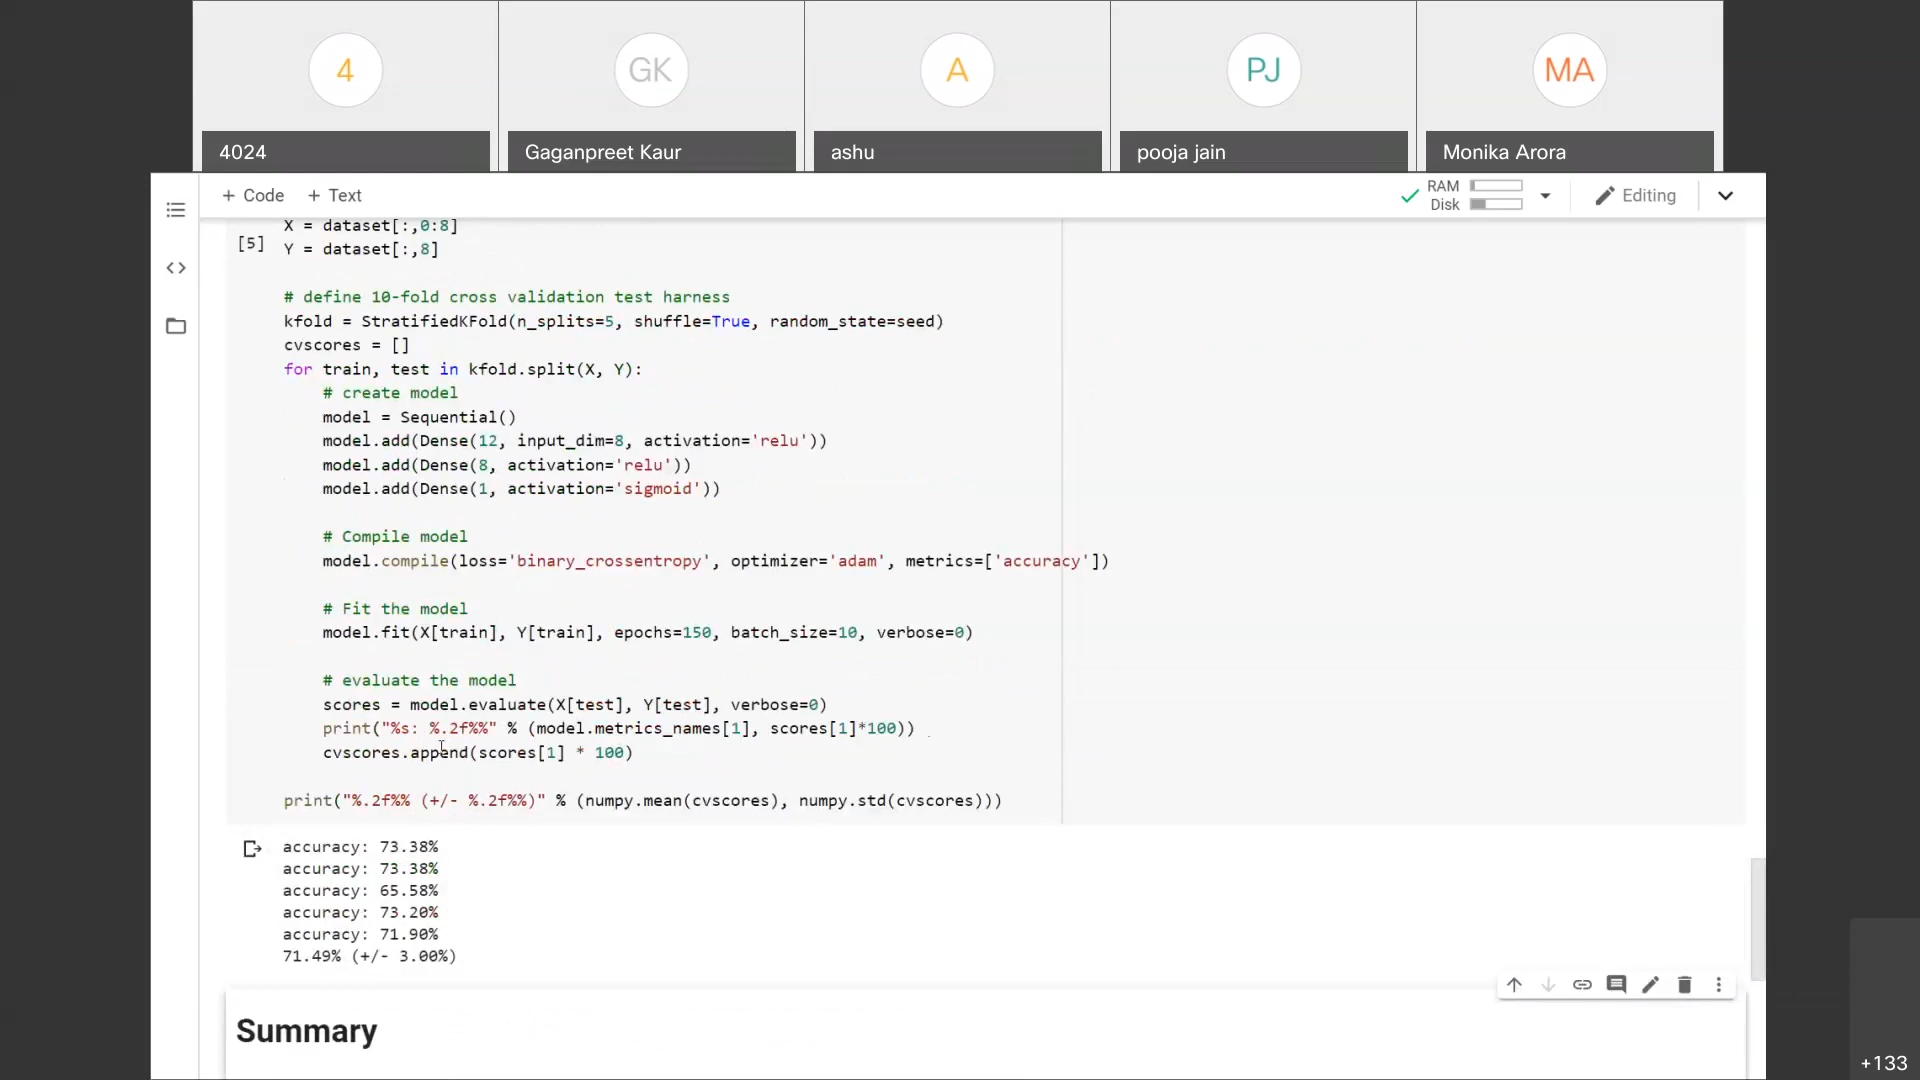 4 GK A PJ MA
4024 Gaganpreet Kaur ashu pooja jain Monika Arora
+ Code + Text RAM Disk Editing
[5]
X = dataset[:,0:8]
Y = dataset[:,8]
# define 10-fold cross validation test harness
kfold = StratifiedKFold(n_splits=5, shuffle=True, random_state=seed)
cvscores = []
for train, test in kfold.split(X, Y):
    # create model
    model = Sequential()
    model.add(Dense(12, input_dim=8, activation='relu'))
    model.add(Dense(8, activation='relu'))
    model.add(Dense(1, activation='sigmoid'))
    # Compile model
    model.compile(loss='binary_crossentropy', optimizer='adam', metrics=['accuracy'])
    # Fit the model
    model.fit(X[train], Y[train], epochs=150, batch_size=10, verbose=0)
    # evaluate the model
    scores = model.evaluate(X[test], Y[test], verbose=0)
    print("%s: %.2f%%" % (model.metrics_names[1], scores[1]*100))
    cvscores.append(scores[1] * 100)
print("%.2f%% (+/- %.2f%%)" % (numpy.mean(cvscores), numpy.std(cvscores)))
accuracy: 73.38%
accuracy: 73.38%
accuracy: 65.58%
accuracy: 73.20%
accuracy: 71.90%
71.49% (+/- 3.00%)
Summary
+133